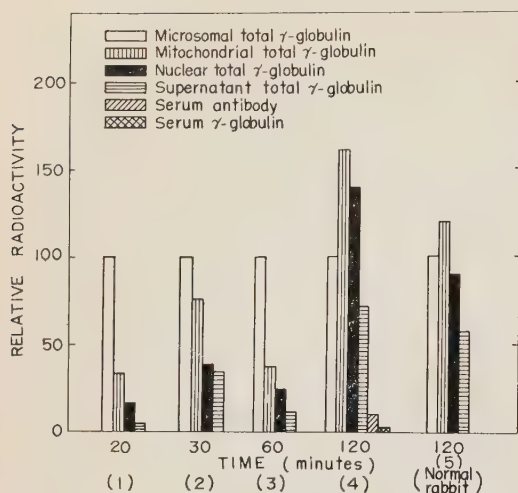 Microsomal total γ-globulin
Mitochondrial total γ-globulin
Nuclear total γ-globulin
Supernatant total γ-globulin
Serum antibody
Serum γ-globulin
RELATIVE RADIOACTIVITY
200
150
100
50
0
20 30 60 120 120
TIME (minutes) (5)
(1) (2) (3) (4) (Normal rabbit)